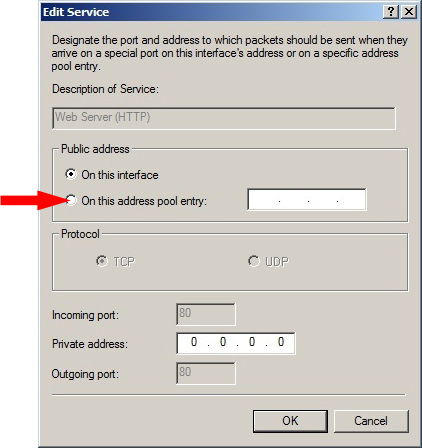 Edit Service
Designate the port and address to which packets should be sent when they
arrive on a special port on this interface's address or on a specific address
pool entry.
Description of Service:
Web Server (HTTP)
Public address
On this interface
On this address pool entry: . . .
Protocol
TCP UDP
Incoming port: 80
Private address: 0 . 0 . 0 . 0
Outgoing port: 80
OK Cancel